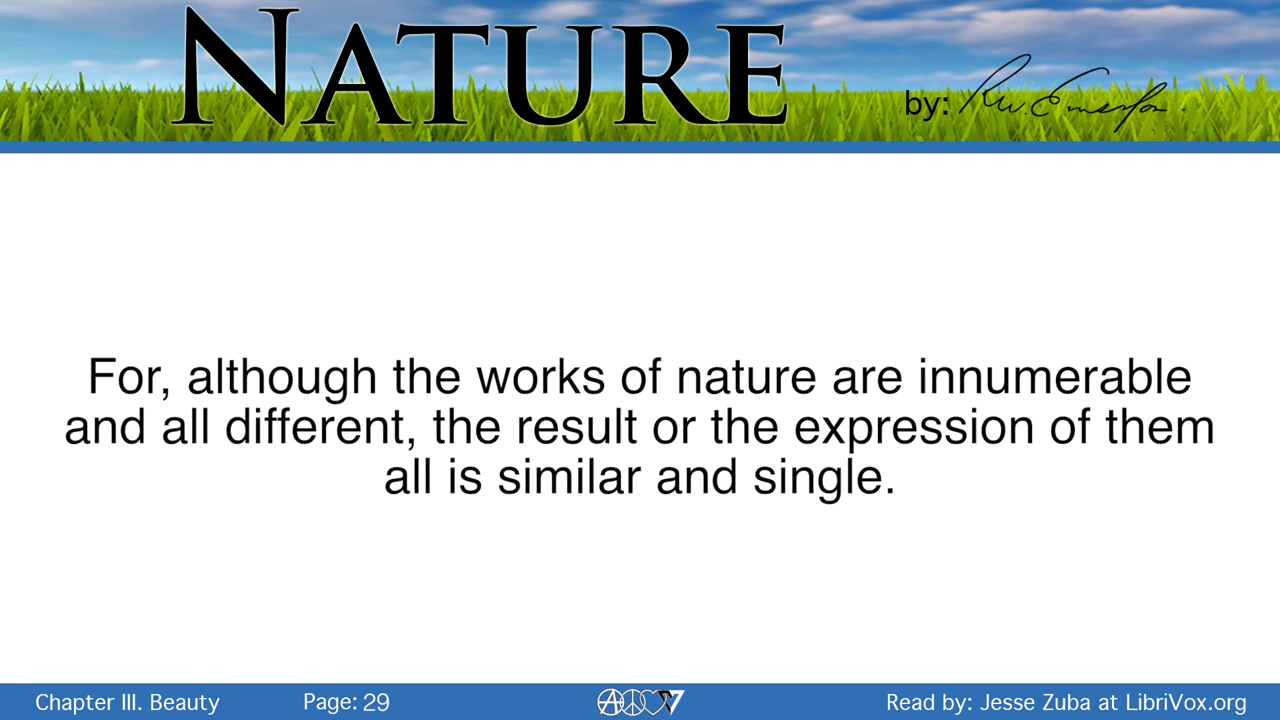 NATURE
by: R.W. Emerson.
For, although the works of nature are innumerable
and all different, the result or the expression of them
all is similar and single.
Chapter III. Beauty
Page: 29
Read by: Jesse Zuba at LibriVox.org